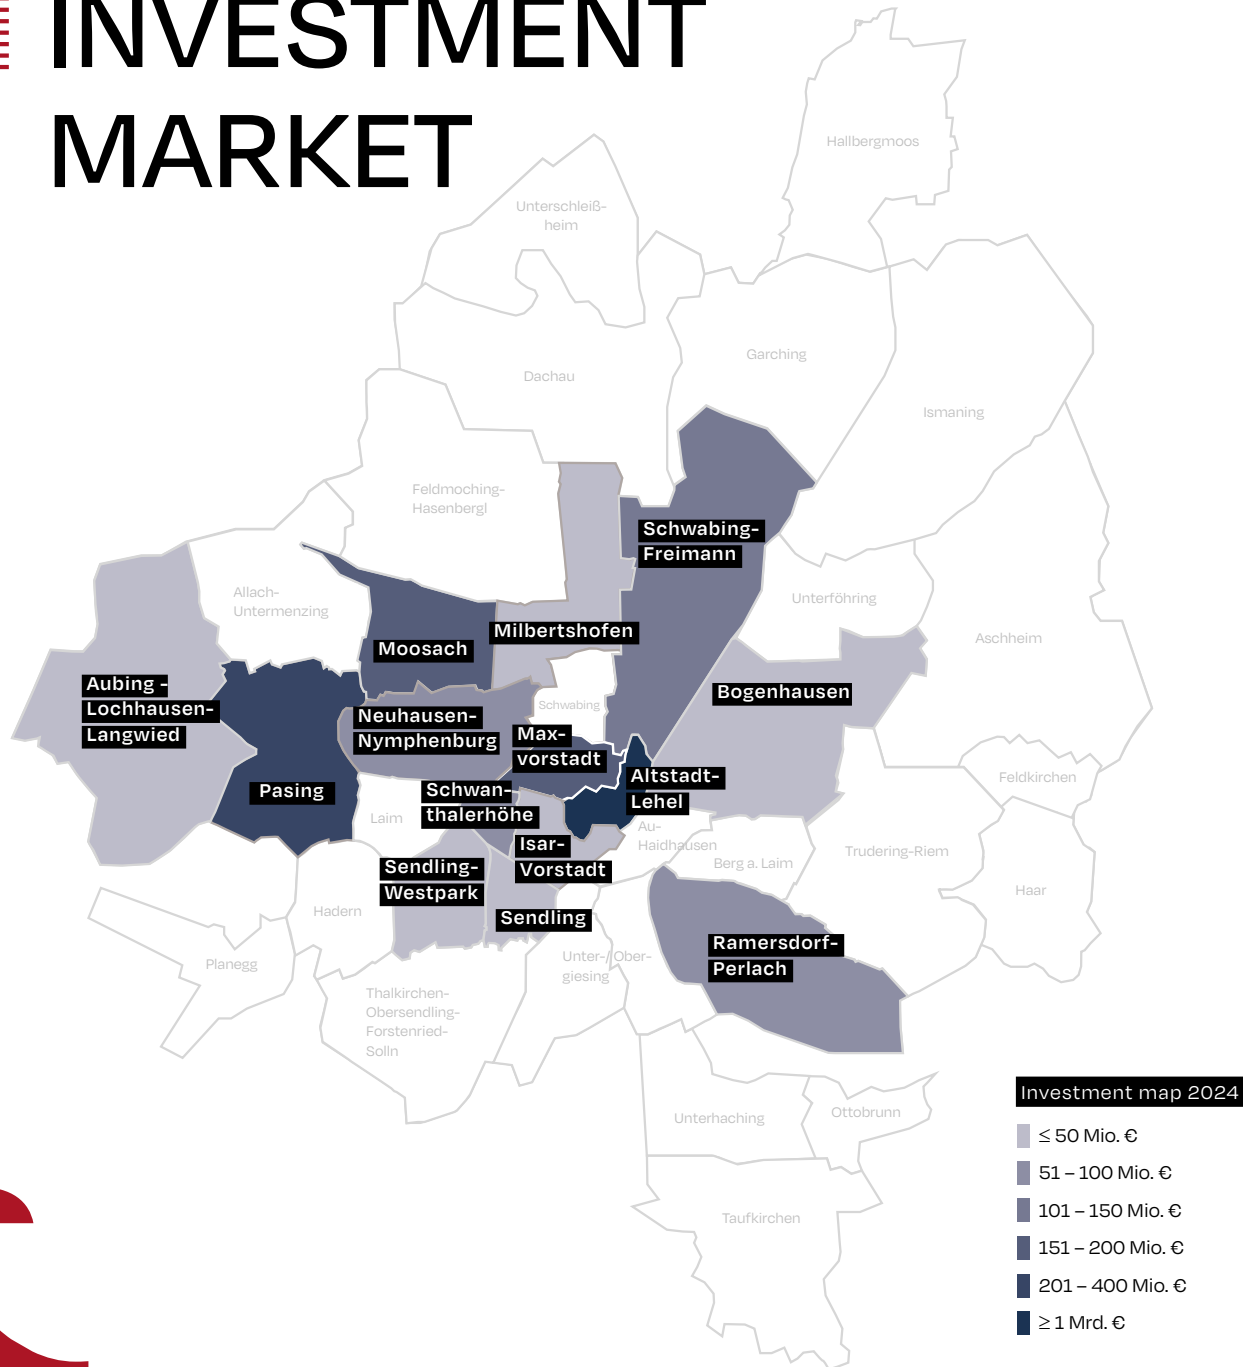 INVESTMENT
MARKET
Hallbergmoos
Unterschleiß-
heim
Garching
Dachau
Ismaning
Feldmoching-
Hasenbergl
Schwabing-
Freimann
Allach-
Untermenzing
Unterföhring
Milbertshofen
Aschheim
Moosach
Aubing -
Lochhausen-
Langwied
Bogenhausen
Schwabing
Neuhausen-
Nymphenburg
Max-
vorstadt
Altstadt-
Lehel
Feldkirchen
Pasing
Schwan-
thalerhöhe
Laim
Au-
Haidhausen
Isar-
Vorstadt
Berg a. Laim
Trudering-Riem
Sendling-
Westpark
Haar
Hadern
Sendling
Ramersdorf-
Perlach
Planegg
Unter-/Ober-
giesing
Thalkirchen-
Obersendling-
Forstenried-
Solln
Unterhaching
Ottobrunn
Taufkirchen
Investment map 2024
≤ 50 Mio. €
51 – 100 Mio. €
101 – 150 Mio. €
151 – 200 Mio. €
201 – 400 Mio. €
≥ 1 Mrd. €